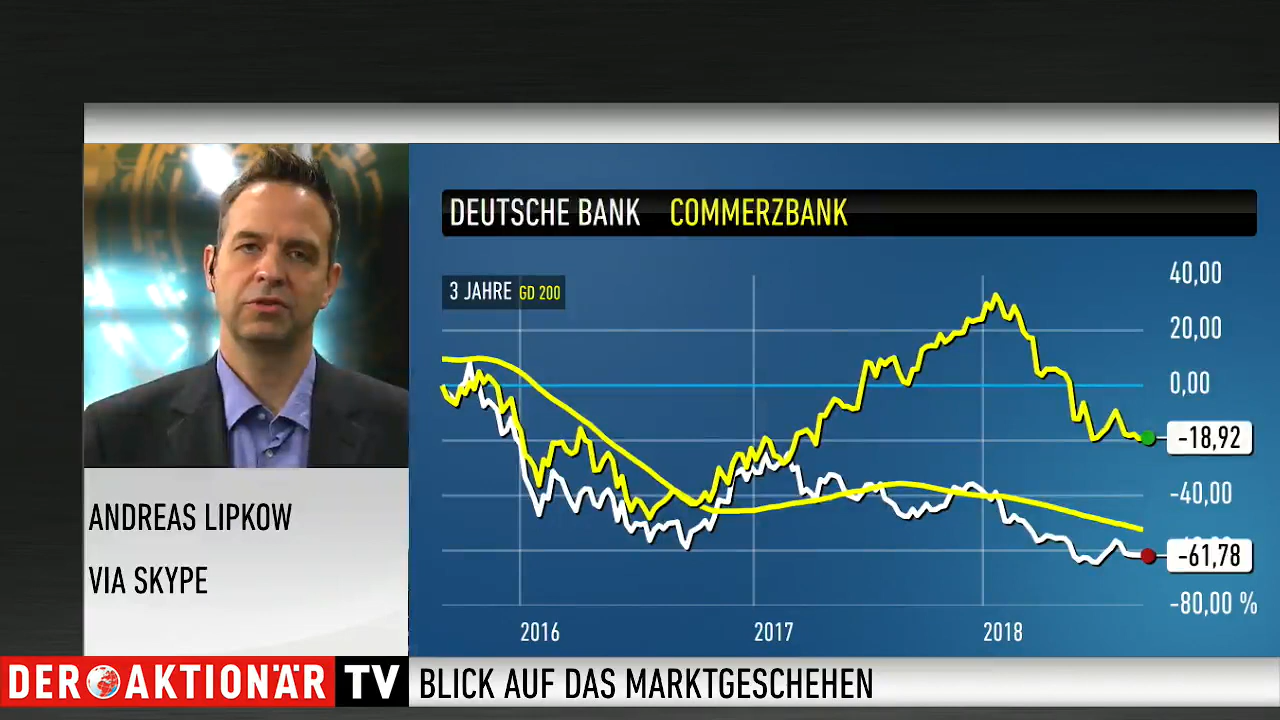 DEUTSCHE BANK COMMERZBANK
3 JAHRE GD 200
40,00
20,00
0,00
-18,92
-40,00
-61,78
-80,00 %
2016 2017 2018
ANDREAS LIPKOW
VIA SKYPE
DER AKTIONÄR TV
BLICK AUF DAS MARKTGESCHEHEN